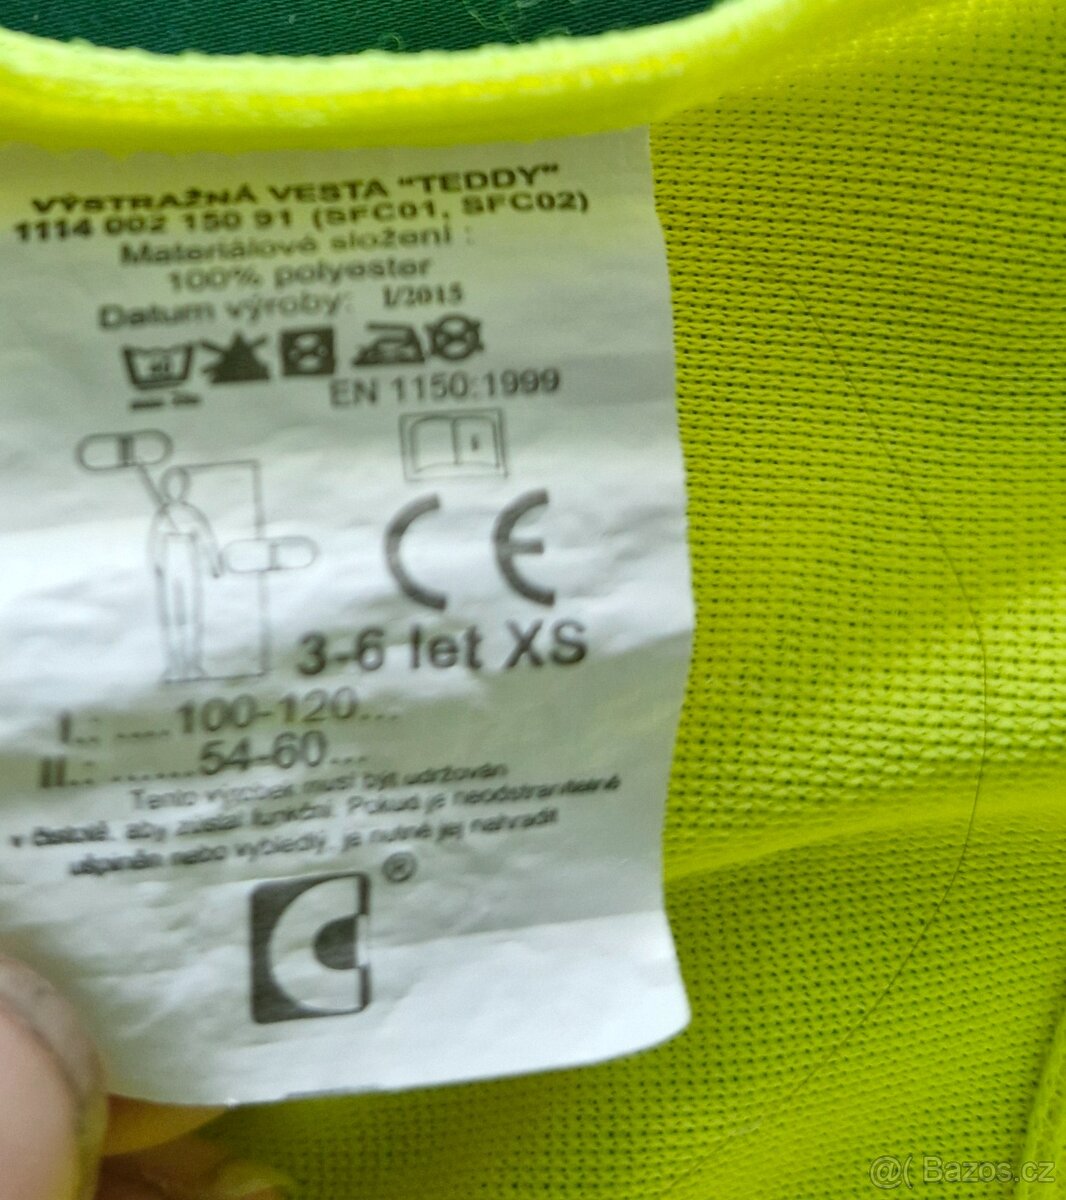 VÝSTRAŽNÁ VESTA "TEDDY"
1114 002 150 91 (SFC01, SFC02)
Materiálové složení :
100% polyester
Datum výroby: I/2015
EN 1150:1999
i
CE
3-6 let XS
I.: ....100-120...
II.: ......54-60...
Tento výrobek musí být udržován
v čistotě, aby zůstal funkční. Pokud je neodstranitelně
ušpiněn nebo vybledlý, je nutné jej nahradit
®
@( Bazos.cz